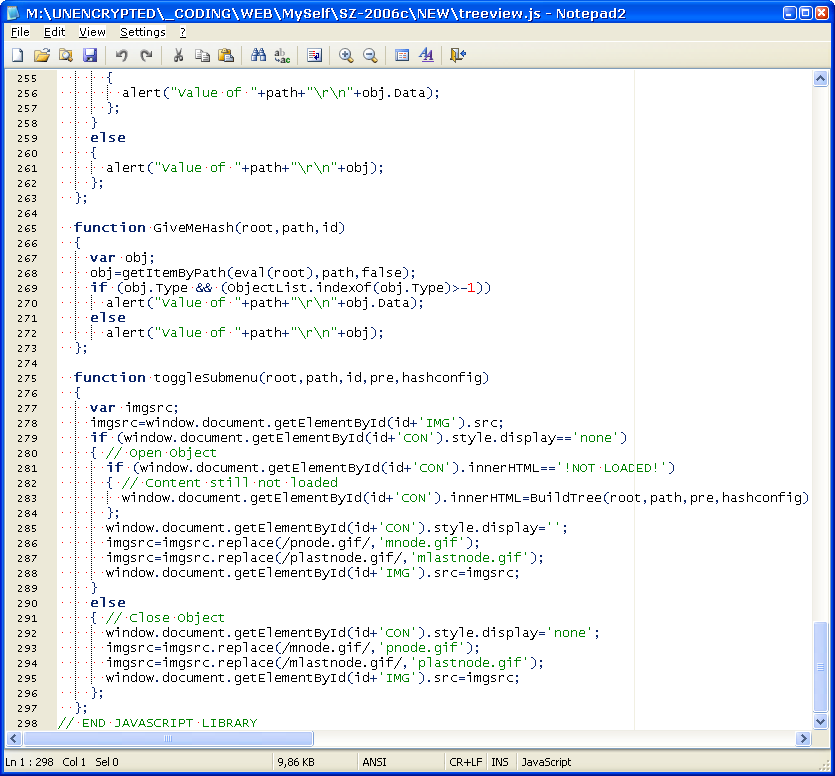 M:\UNENCRYPTED\_CODING\WEB\MySelf\SZ-2006c\NEW\treeview.js - Notepad2
File Edit View Settings ?
255 {
256 alert("Value of "+path+"\r\n"+obj.Data);
257 };
258 }
259 else
260 {
261 alert("Value of "+path+"\r\n"+obj);
262 };
263 };
264
265 function GiveMeHash(root,path,id)
266 {
267 var obj;
268 obj=getItemByPath(eval(root),path,false);
269 if (obj.Type && (ObjectList.indexOf(obj.Type)>-1))
270 alert("Value of "+path+"\r\n"+obj.Data);
271 else
272 alert("Value of "+path+"\r\n"+obj);
273 };
274
275 function toggleSubmenu(root,path,id,pre,hashconfig)
276 {
277 var imgsrc;
278 imgsrc=window.document.getElementById(id+'IMG').src;
279 if (window.document.getElementById(id+'CON').style.display=='none')
280 { // Open Object
281 if (window.document.getElementById(id+'CON').innerHTML=='!NOT LOADED!')
282 { // Content still not loaded
283 window.document.getElementById(id+'CON').innerHTML=BuildTree(root,path,pre,hashconfig)
284 };
285 window.document.getElementById(id+'CON').style.display='';
286 imgsrc=imgsrc.replace(/pnode.gif/,'mnode.gif');
287 imgsrc=imgsrc.replace(/plastnode.gif/,'mlastnode.gif');
288 window.document.getElementById(id+'IMG').src=imgsrc;
289 }
290 else
291 { // Close Object
292 window.document.getElementById(id+'CON').style.display='none';
293 imgsrc=imgsrc.replace(/mnode.gif/,'pnode.gif');
294 imgsrc=imgsrc.replace(/mlastnode.gif/,'plastnode.gif');
295 window.document.getElementById(id+'IMG').src=imgsrc;
296 };
297 };
298 // END JAVASCRIPT LIBRARY
Ln 1 : 298 Col 1 Sel 0 9,86 KB ANSI CR+LF INS JavaScript